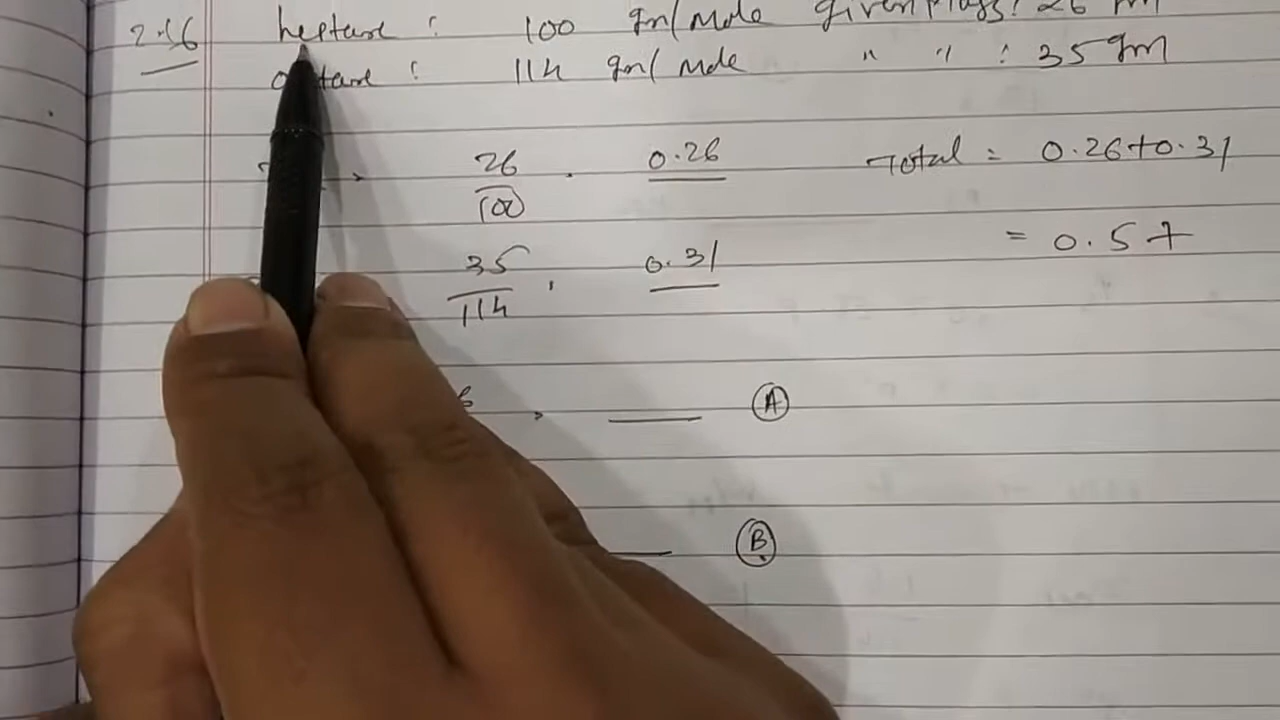 2.16 heptane : 100 gm/mole given Mass : 26 gm
octane : 114 gm/mole " " : 35 gm
26/100 . 0.26 Total = 0.26+0.31
= 0.57
35/114 . 0.31
(A)
(B)